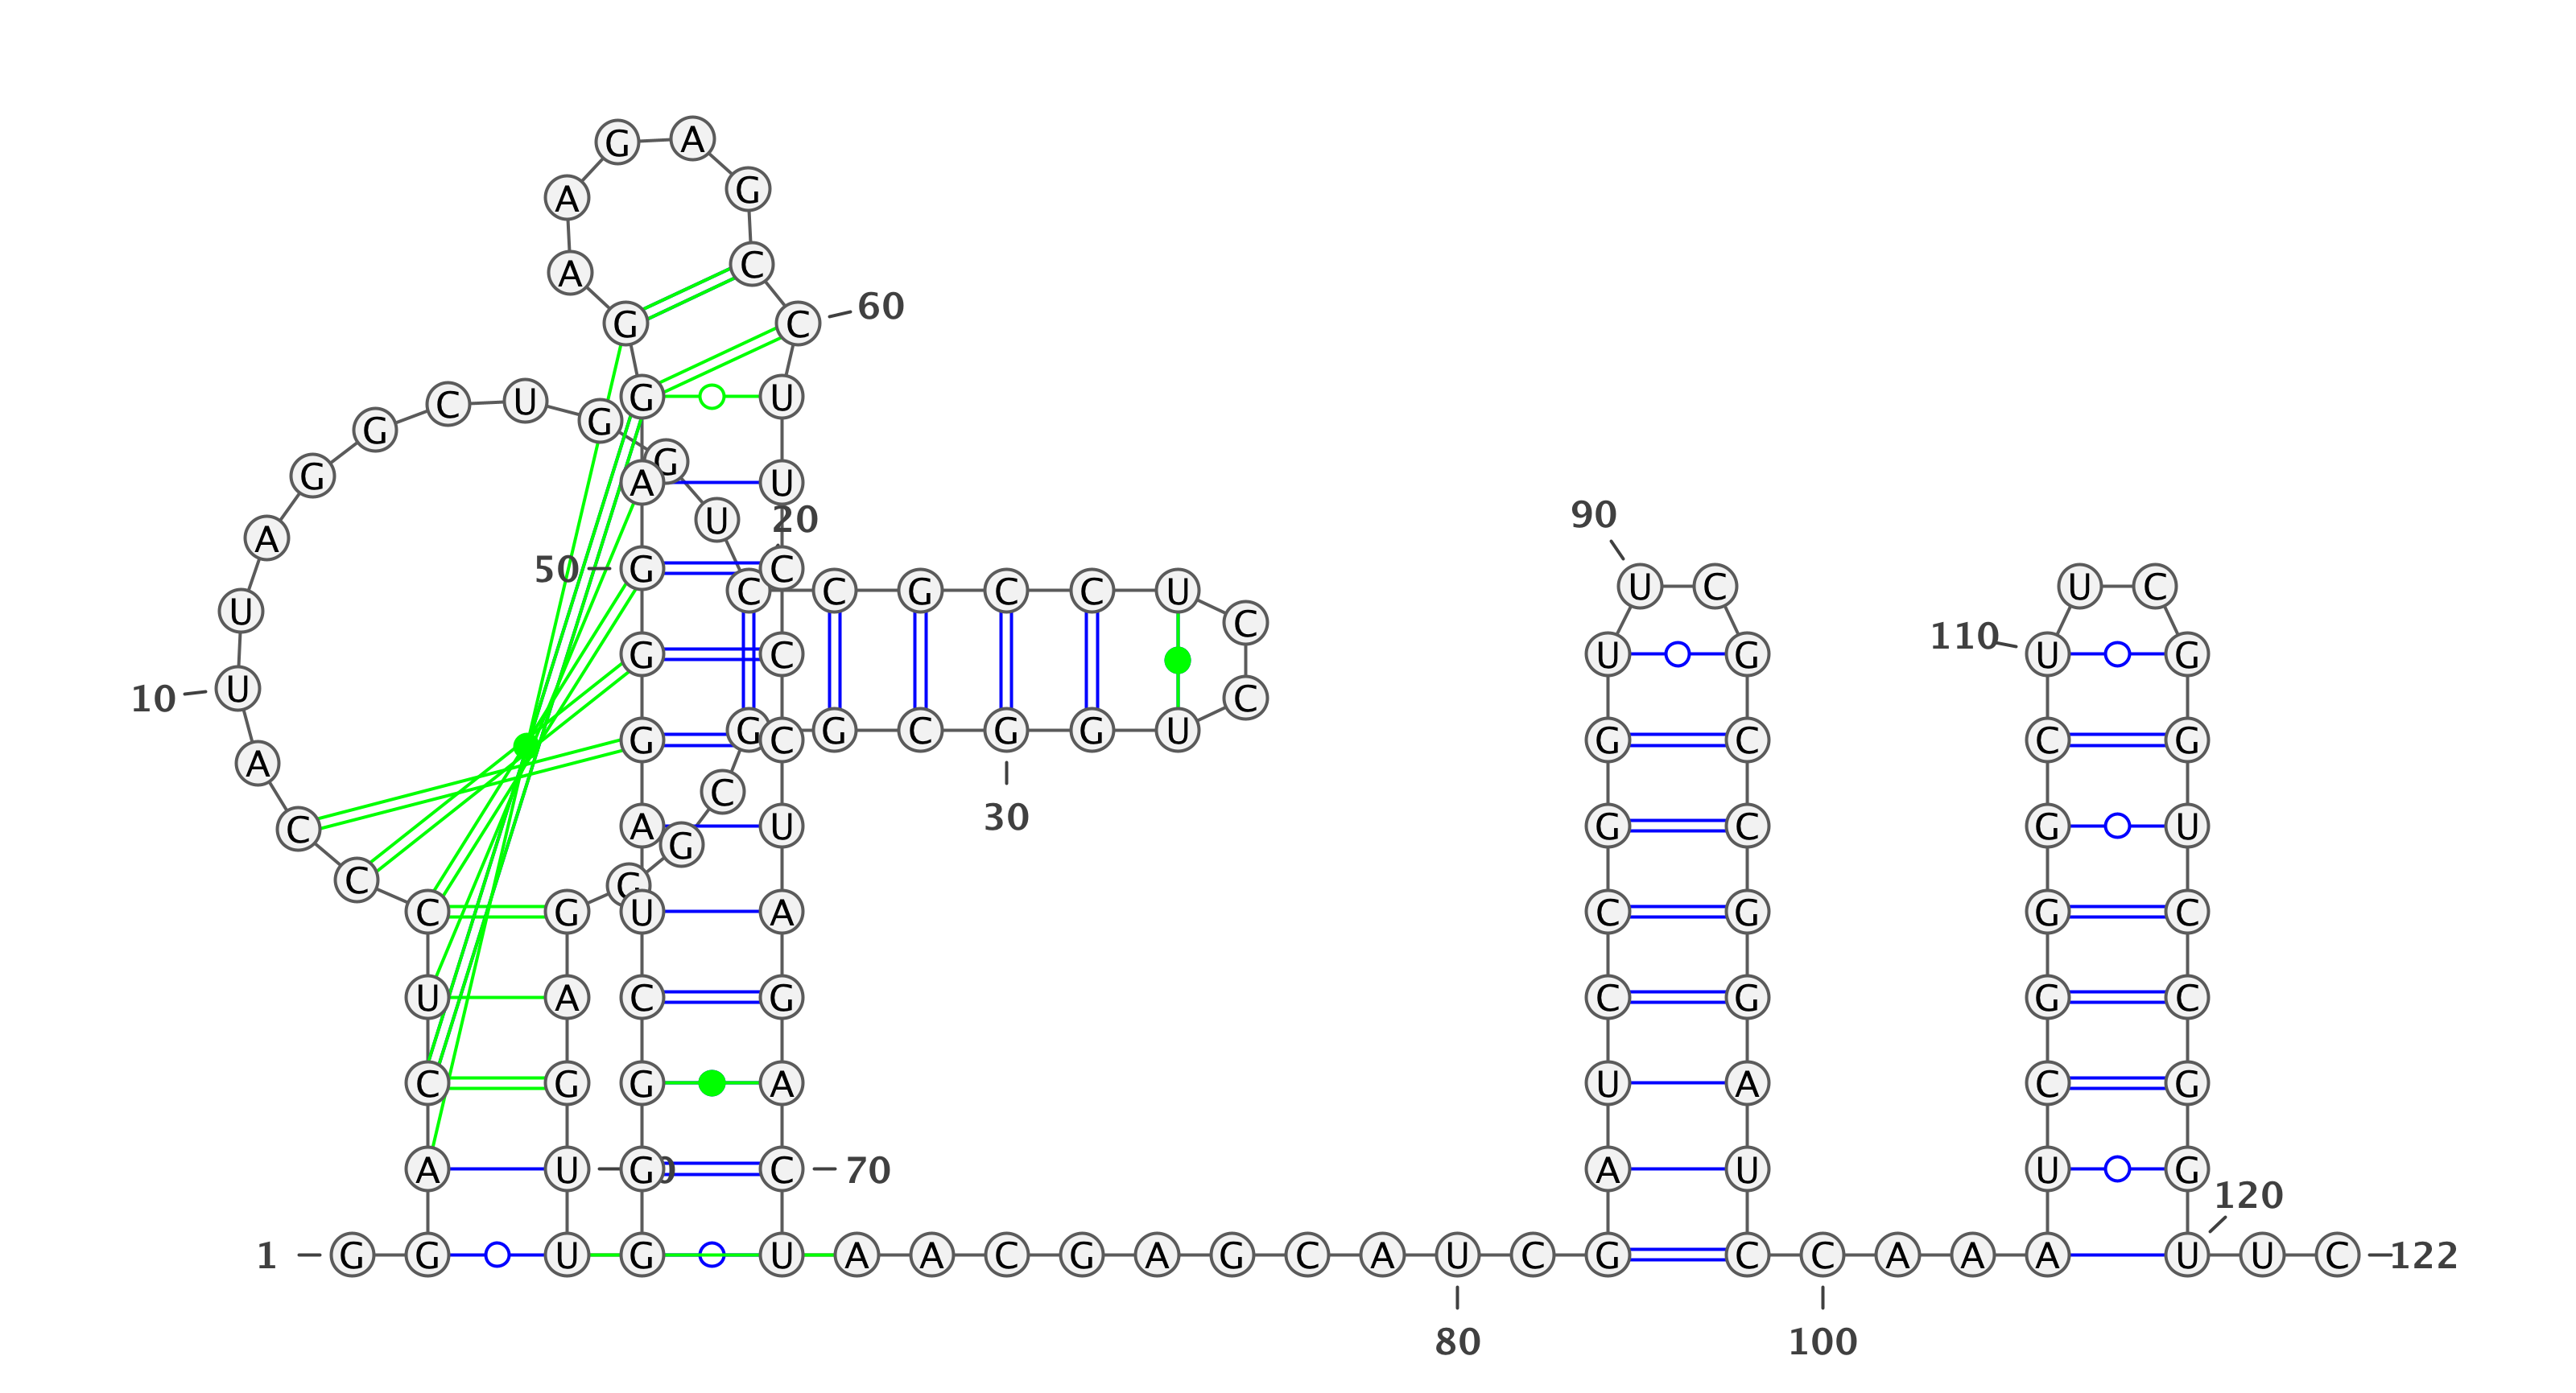 G A
A G
A C
60
G C
G U
C U
G G
G G
A U
90 20
U
A
50 G C
U C U C
C C G C C U
U C
110
G C U G U G
10 U C
G G C G G U
G C G C C G
A
C
30
C A U G C G U
G
C
C G U A C G G C
U A C G C G G C
C G G A U A C G
A U G C 70 A U U G
120
1 G G U G U A A C G A G C A U C G C C A A A U U C 122
80 100